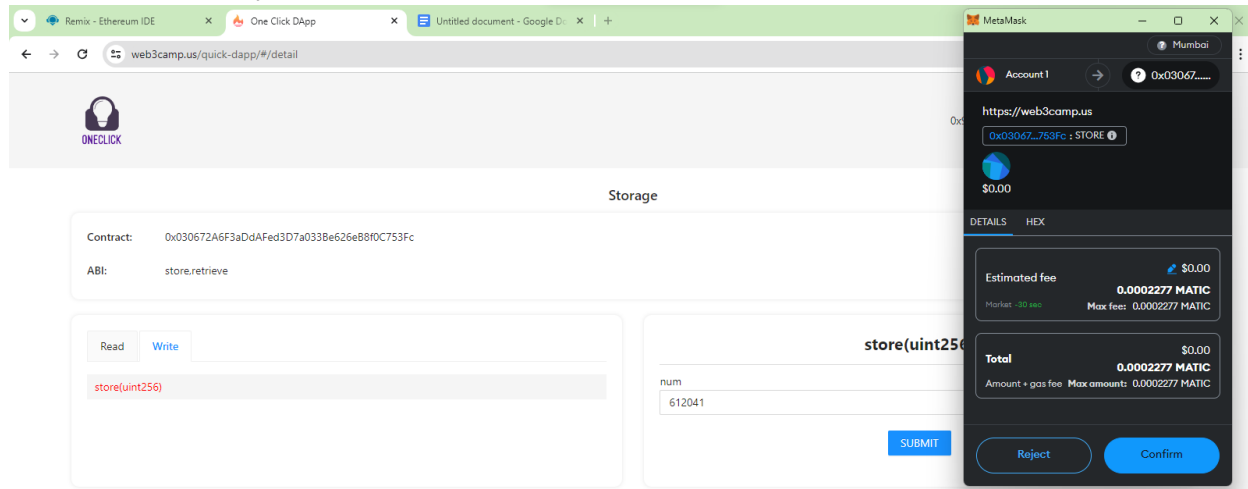 Remix - Ethereum IDE
One Click DApp
Untitled document - Google Do
web3camp.us/quick-dapp/#/detail
ONECLICK
Storage
Contract: 0x030672A6F3aDdAFed3D7a033Be626eB8f0C753Fc
ABI: store,retrieve
Read Write
store(uint256)
store(uint256
num
612041
SUBMIT
MetaMask
Mumbai
Account 1
0x03067......
https://web3camp.us
0x03067...753Fc : STORE
$0.00
DETAILS HEX
Estimated fee
$0.00
0.0002277 MATIC
Market ~30 sec Max fee: 0.0002277 MATIC
Total
$0.00
0.0002277 MATIC
Amount + gas fee Max amount: 0.0002277 MATIC
Reject Confirm